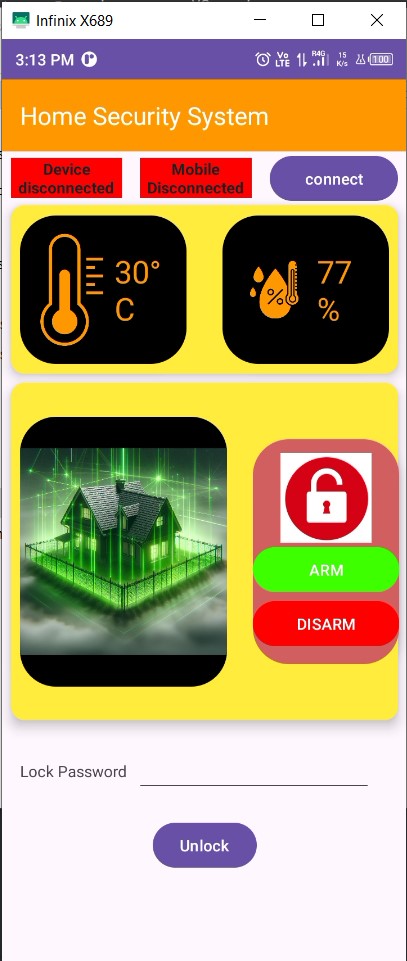 Infinix X689
3:13 PM
Vo
LTE
R4G
15
K/s
100
Home Security System
Device
disconnected
Mobile
Disconnected
connect
30°
C
%
77
%
ARM
DISARM
Lock Password
Unlock